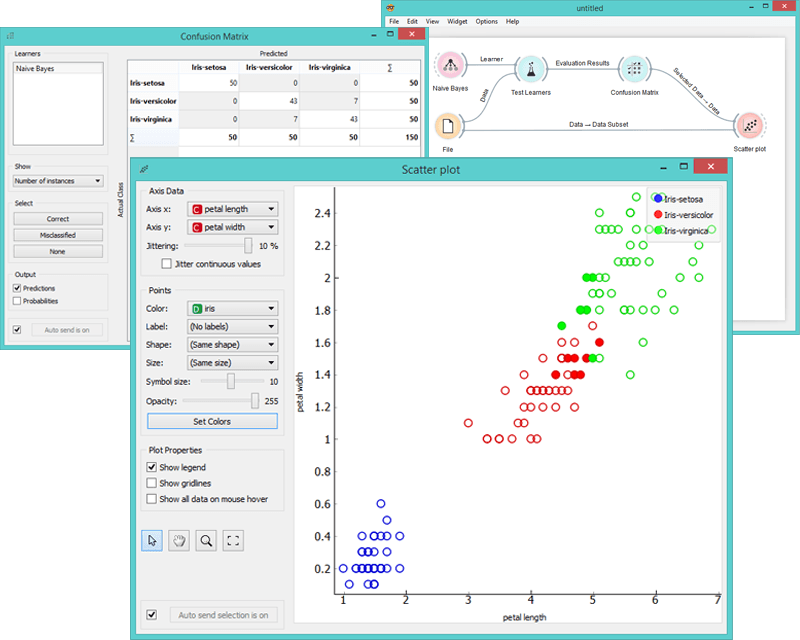 untitled
File Edit View Widget Options Help
Learner
Evaluation Results
Selected Data → Data
Naive Bayes
Test Learners
Confusion Matrix
Data
Data → Data Subset
File
Scatter plot
Confusion Matrix
Learners
Naive Bayes
Show
Number of instances
Select
Correct
Misclassified
None
Output
Predictions
Probabilities
Auto send is on
Predicted
Iris-setosa Iris-versicolor Iris-virginica Σ
Iris-setosa 50 0 0 50
Iris-versicolor 0 43 7 50
Iris-virginica 0 7 43 50
Σ 50 50 50 150
Actual Class
Scatter plot
Axis Data
Axis x: C petal length
Axis y: C petal width
Jittering: 10 %
Jitter continuous values
Points
Color: D iris
Label: (No labels)
Shape: (Same shape)
Size: (Same size)
Symbol size: 10
Opacity: 255
Set Colors
Plot Properties
Show legend
Show gridlines
Show all data on mouse hover
Auto send selection is on
Iris-setosa
Iris-versicolor
Iris-virginica
2.4
2.2
2
1.8
1.6
1.4
1.2
1
0.8
0.6
0.4
0.2
petal width
1 2 3 4 5 6 7
petal length